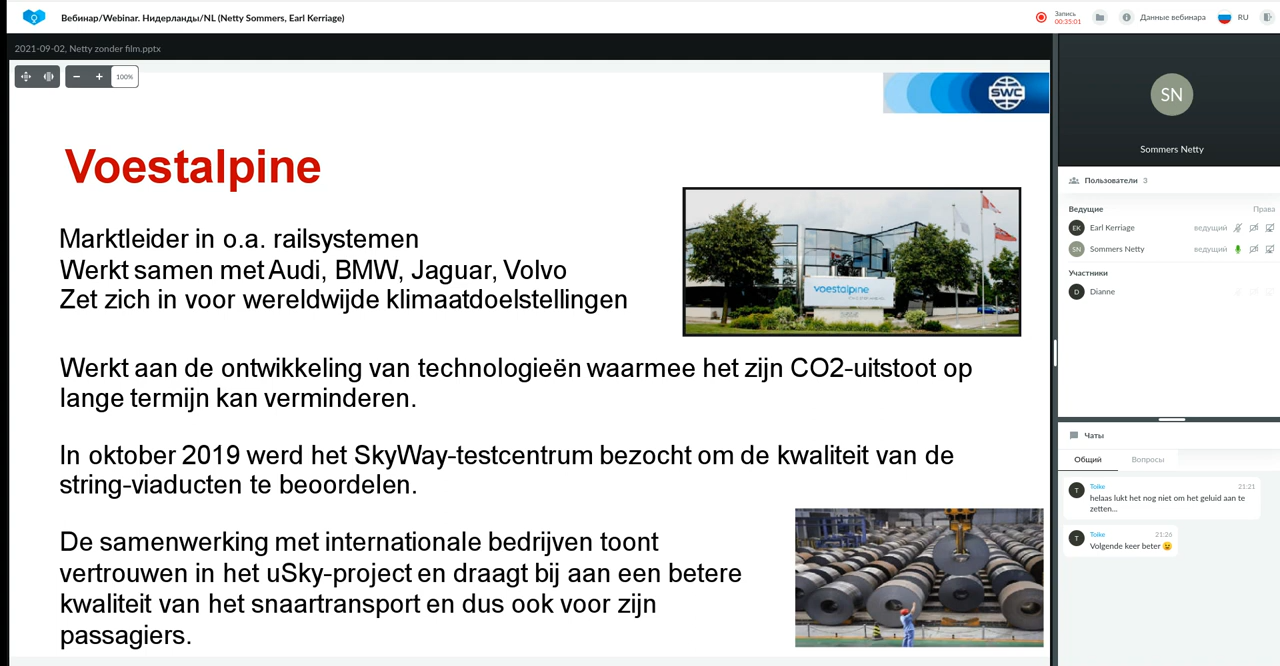 Вебинар/Webinar. Нидерланды/NL (Netty Sommers, Earl Kerriage)
Запись
00:35:01
Данные вебинара
RU
2021-09-02, Netty zonder film.pptx
100%
SWC
Voestalpine
Marktleider in o.a. railsystemen
Werkt samen met Audi, BMW, Jaguar, Volvo
Zet zich in voor wereldwijde klimaatdoelstellingen
voestalpine
Werkt aan de ontwikkeling van technologieën waarmee het zijn CO2-uitstoot op
lange termijn kan verminderen.
In oktober 2019 werd het SkyWay-testcentrum bezocht om de kwaliteit van de
string-viaducten te beoordelen.
De samenwerking met internationale bedrijven toont
vertrouwen in het uSky-project en draagt bij aan een betere
kwaliteit van het snaartransport en dus ook voor zijn
passagiers.
SN
Sommers Netty
Пользователи 3
Ведущие Права
EK Earl Kerriage ведущий
SN Sommers Netty ведущий
Участники
D Dianne
Чаты
Общий Вопросы
T Tolke 21:21
helaas lukt het nog niet om het geluid aan te
zetten...
T Tolke 21:26
Volgende keer beter 😉